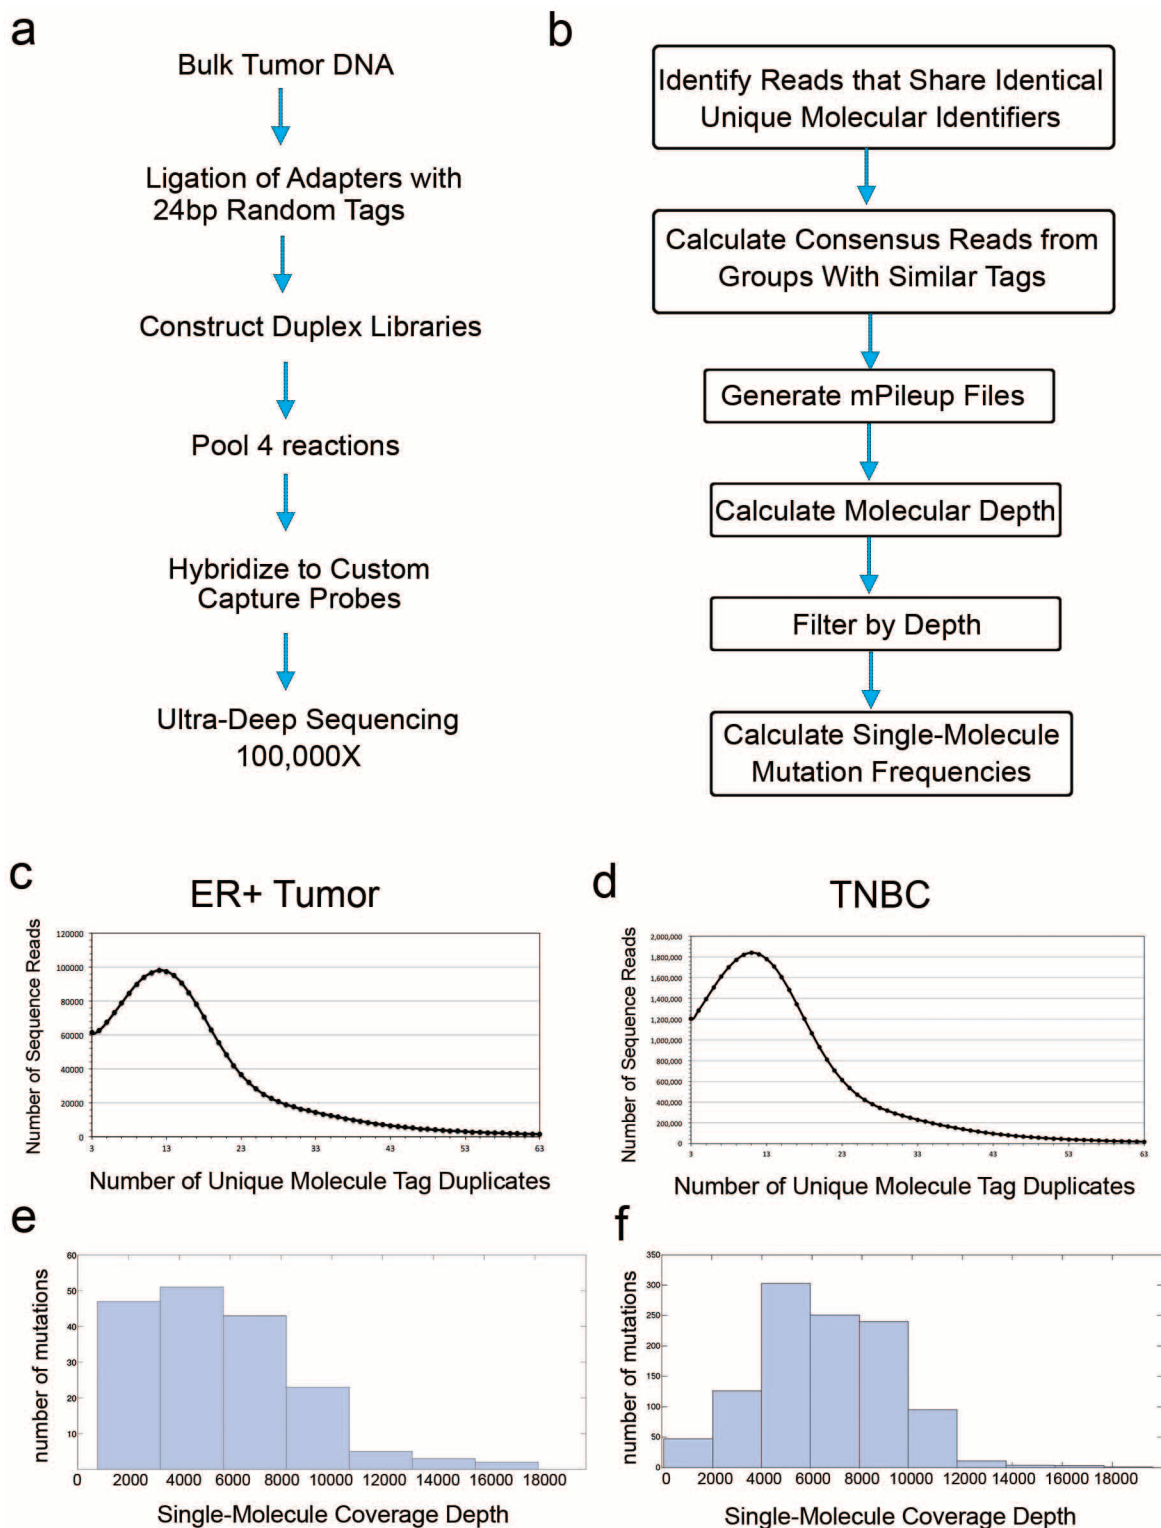 a
Bulk Tumor DNA
Ligation of Adapters with
24bp Random Tags
Construct Duplex Libraries
Pool 4 reactions
Hybridize to Custom
Capture Probes
Ultra-Deep Sequencing
100,000X
b
Identify Reads that Share Identical
Unique Molecular Identifiers
Calculate Consensus Reads from
Groups With Similar Tags
Generate mPileup Files
Calculate Molecular Depth
Filter by Depth
Calculate Single-Molecule
Mutation Frequencies
c
ER+ Tumor
Number of Sequence Reads
120000
100000
80000
60000
40000
20000
0
3 13 23 33 43 53 63
Number of Unique Molecule Tag Duplicates
d
TNBC
Number of Sequence Reads
2,000,000
1,800,000
1,600,000
1,400,000
1,200,000
1,000,000
800,000
600,000
400,000
200,000
0
3 13 23 33 43 53 63
Number of Unique Molecule Tag Duplicates
e
number of mutations
60
50
40
30
20
10
0 2000 4000 6000 8000 10000 12000 14000 16000 18000
Single-Molecule Coverage Depth
f
number of mutations
350
300
250
200
150
100
50
0
0 2000 4000 6000 8000 10000 12000 14000 16000 18000
Single-Molecule Coverage Depth